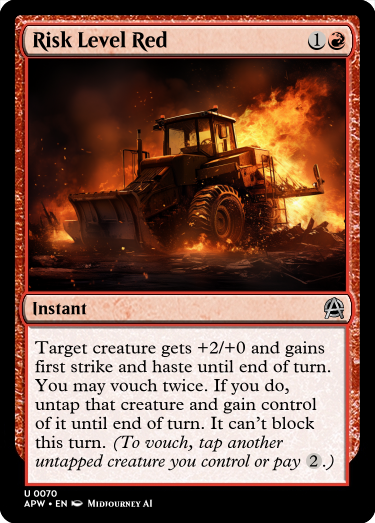 Risk Level Red 1
Instant
Target creature gets +2/+0 and gains
first strike and haste until end of turn.
You may vouch twice. If you do,
untap that creature and gain control
of it until end of turn. It can't block
this turn. (To vouch, tap another
untapped creature you control or pay 2.)
U 0070
APW • EN Midjourney AI